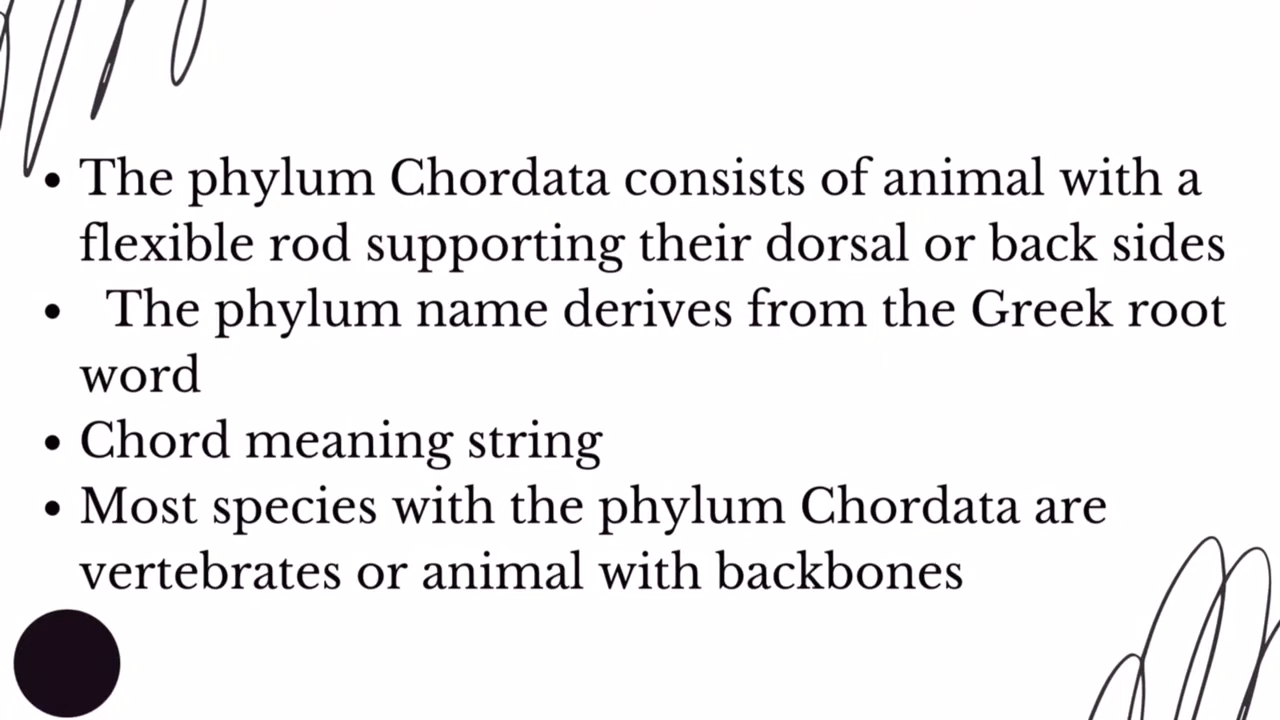 • The phylum Chordata consists of animal with a
flexible rod supporting their dorsal or back sides
• The phylum name derives from the Greek root
word
• Chord meaning string
• Most species with the phylum Chordata are
vertebrates or animal with backbones